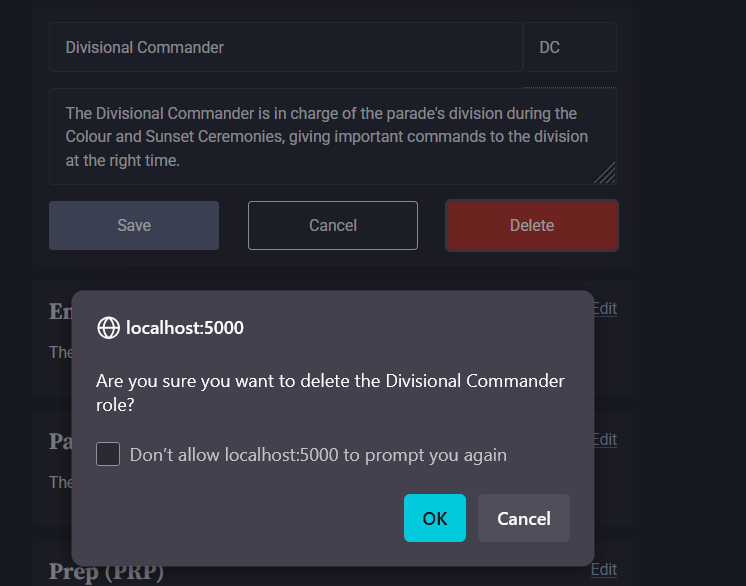 Divisional Commander
DC
The Divisional Commander is in charge of the parade's division during the
Colour and Sunset Ceremonies, giving important commands to the division
at the right time.
Save
Cancel
Delete
Edit
The
localhost:5000
Are you sure you want to delete the Divisional Commander
role?
Don't allow localhost:5000 to prompt you again
Edit
The
OK
Cancel
Prep (PRP)
Edit